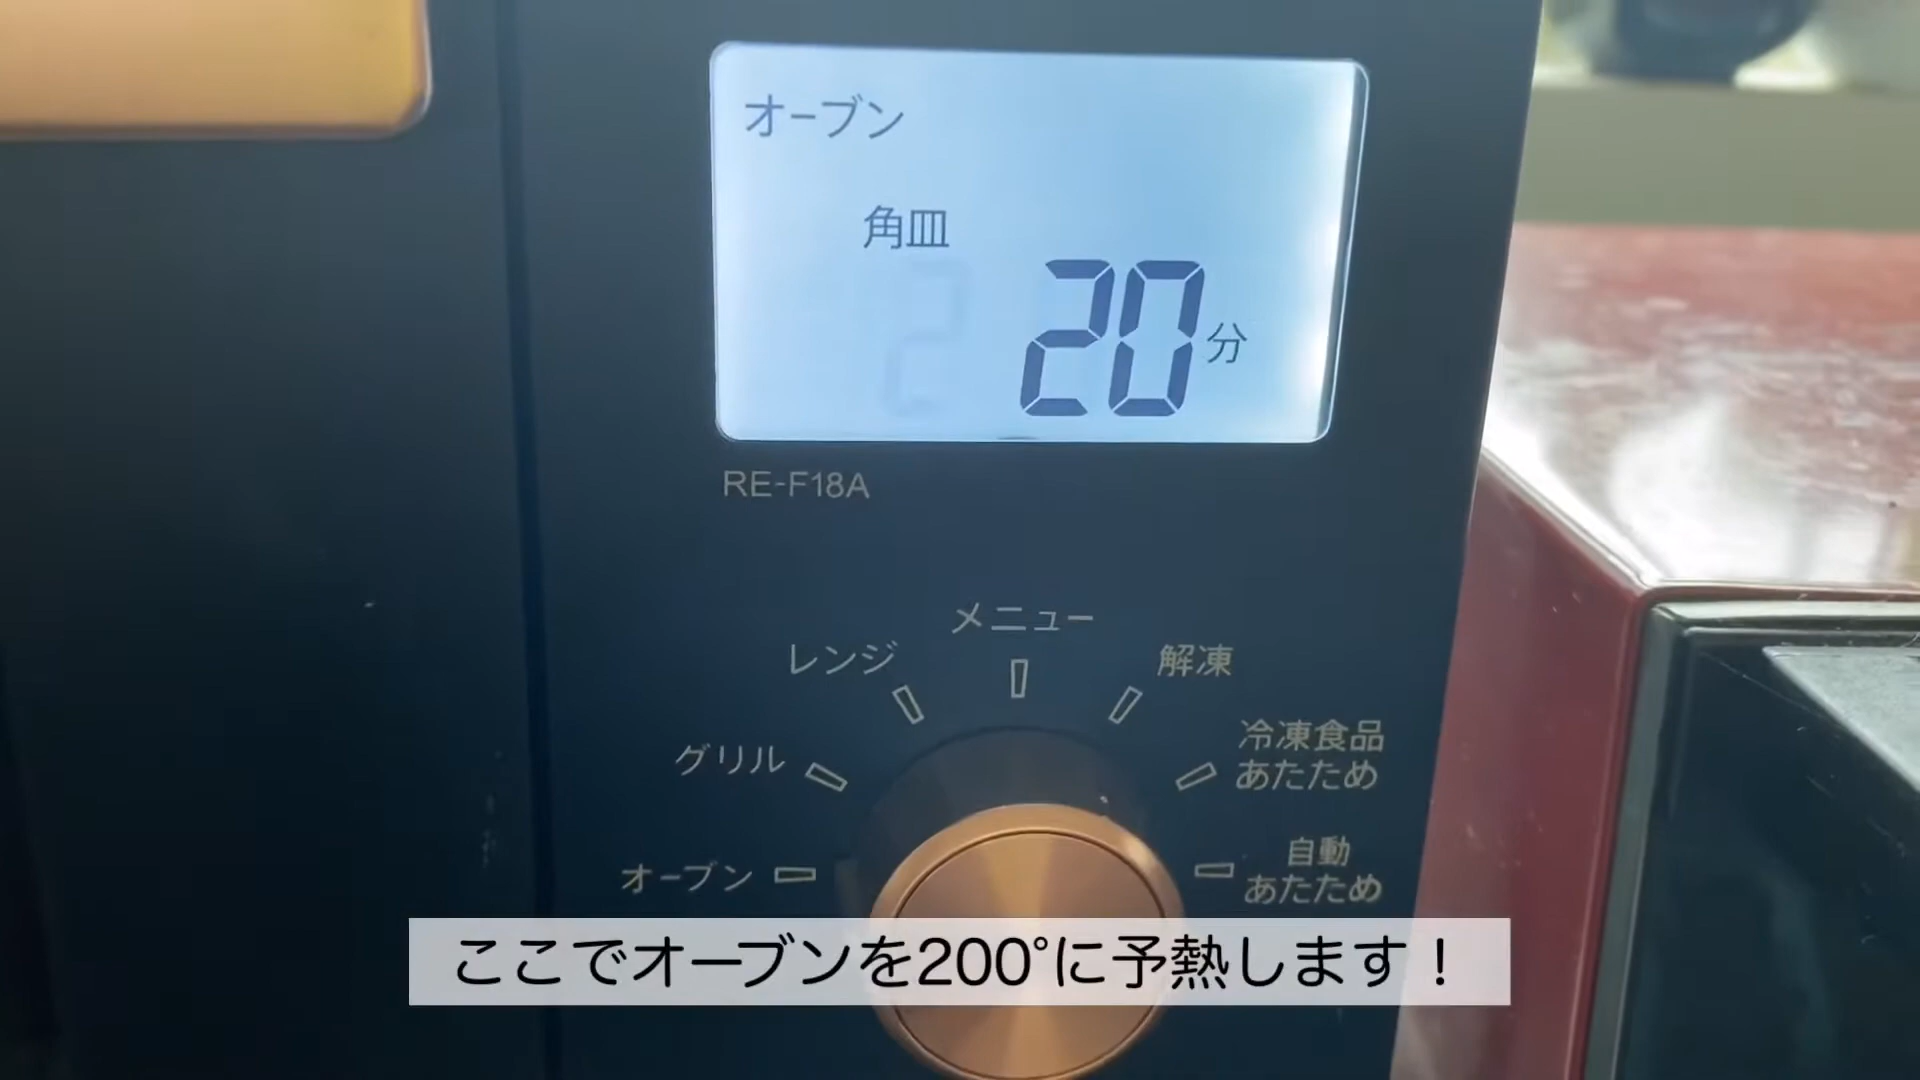 オーブン
角皿
20分
RE-F18A
メニュー
レンジ
解凍
グリル
冷凍食品
あたため
オーブン
自動
あたため
ここでオーブンを200°に予熱します！